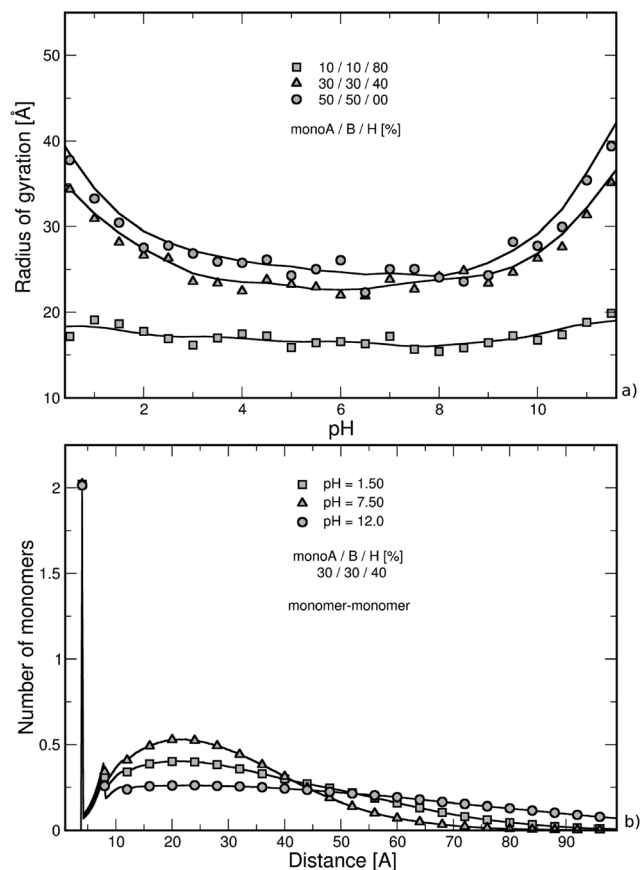 50
40
30
20
10
Radius of gyration [Å]
10 / 10 / 80
30 / 30 / 40
50 / 50 / 00
monoA / B / H [%]
2
4
6
8
10
pH
a)
2
1.5
1
0.5
0
Number of monomers
pH = 1.50
pH = 7.50
pH = 12.0
monoA / B / H [%]
30 / 30 / 40
monomer-monomer
10
20
30
40
50
60
70
80
90
Distance [A]
b)